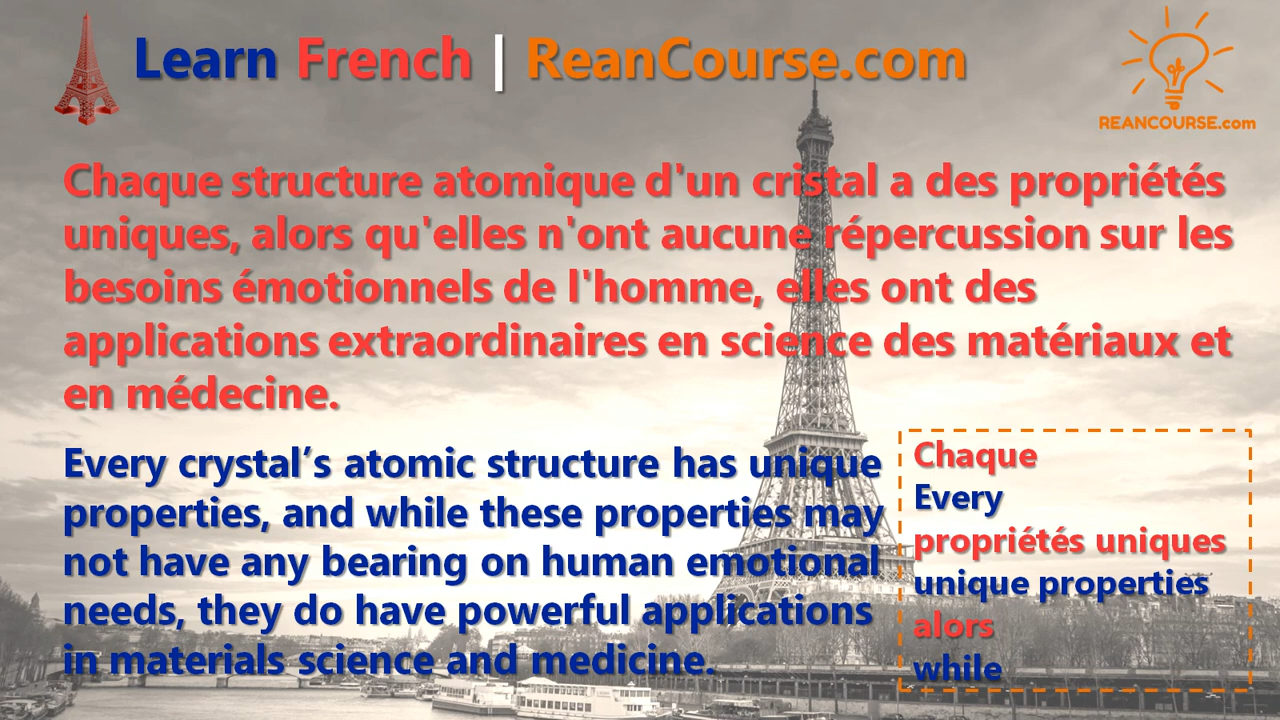 Learn French | ReanCourse.com
REANCOURSE.com
Chaque structure atomique d'un cristal a des propriétés
uniques, alors qu'elles n'ont aucune répercussion sur les
besoins émotionnels de l'homme, elles ont des
applications extraordinaires en science des matériaux et
en médecine.
Every crystal’s atomic structure has unique
properties, and while these properties may
not have any bearing on human emotional
needs, they do have powerful applications
in materials science and medicine.
Chaque
Every
propriétés uniques
unique properties
alors
while